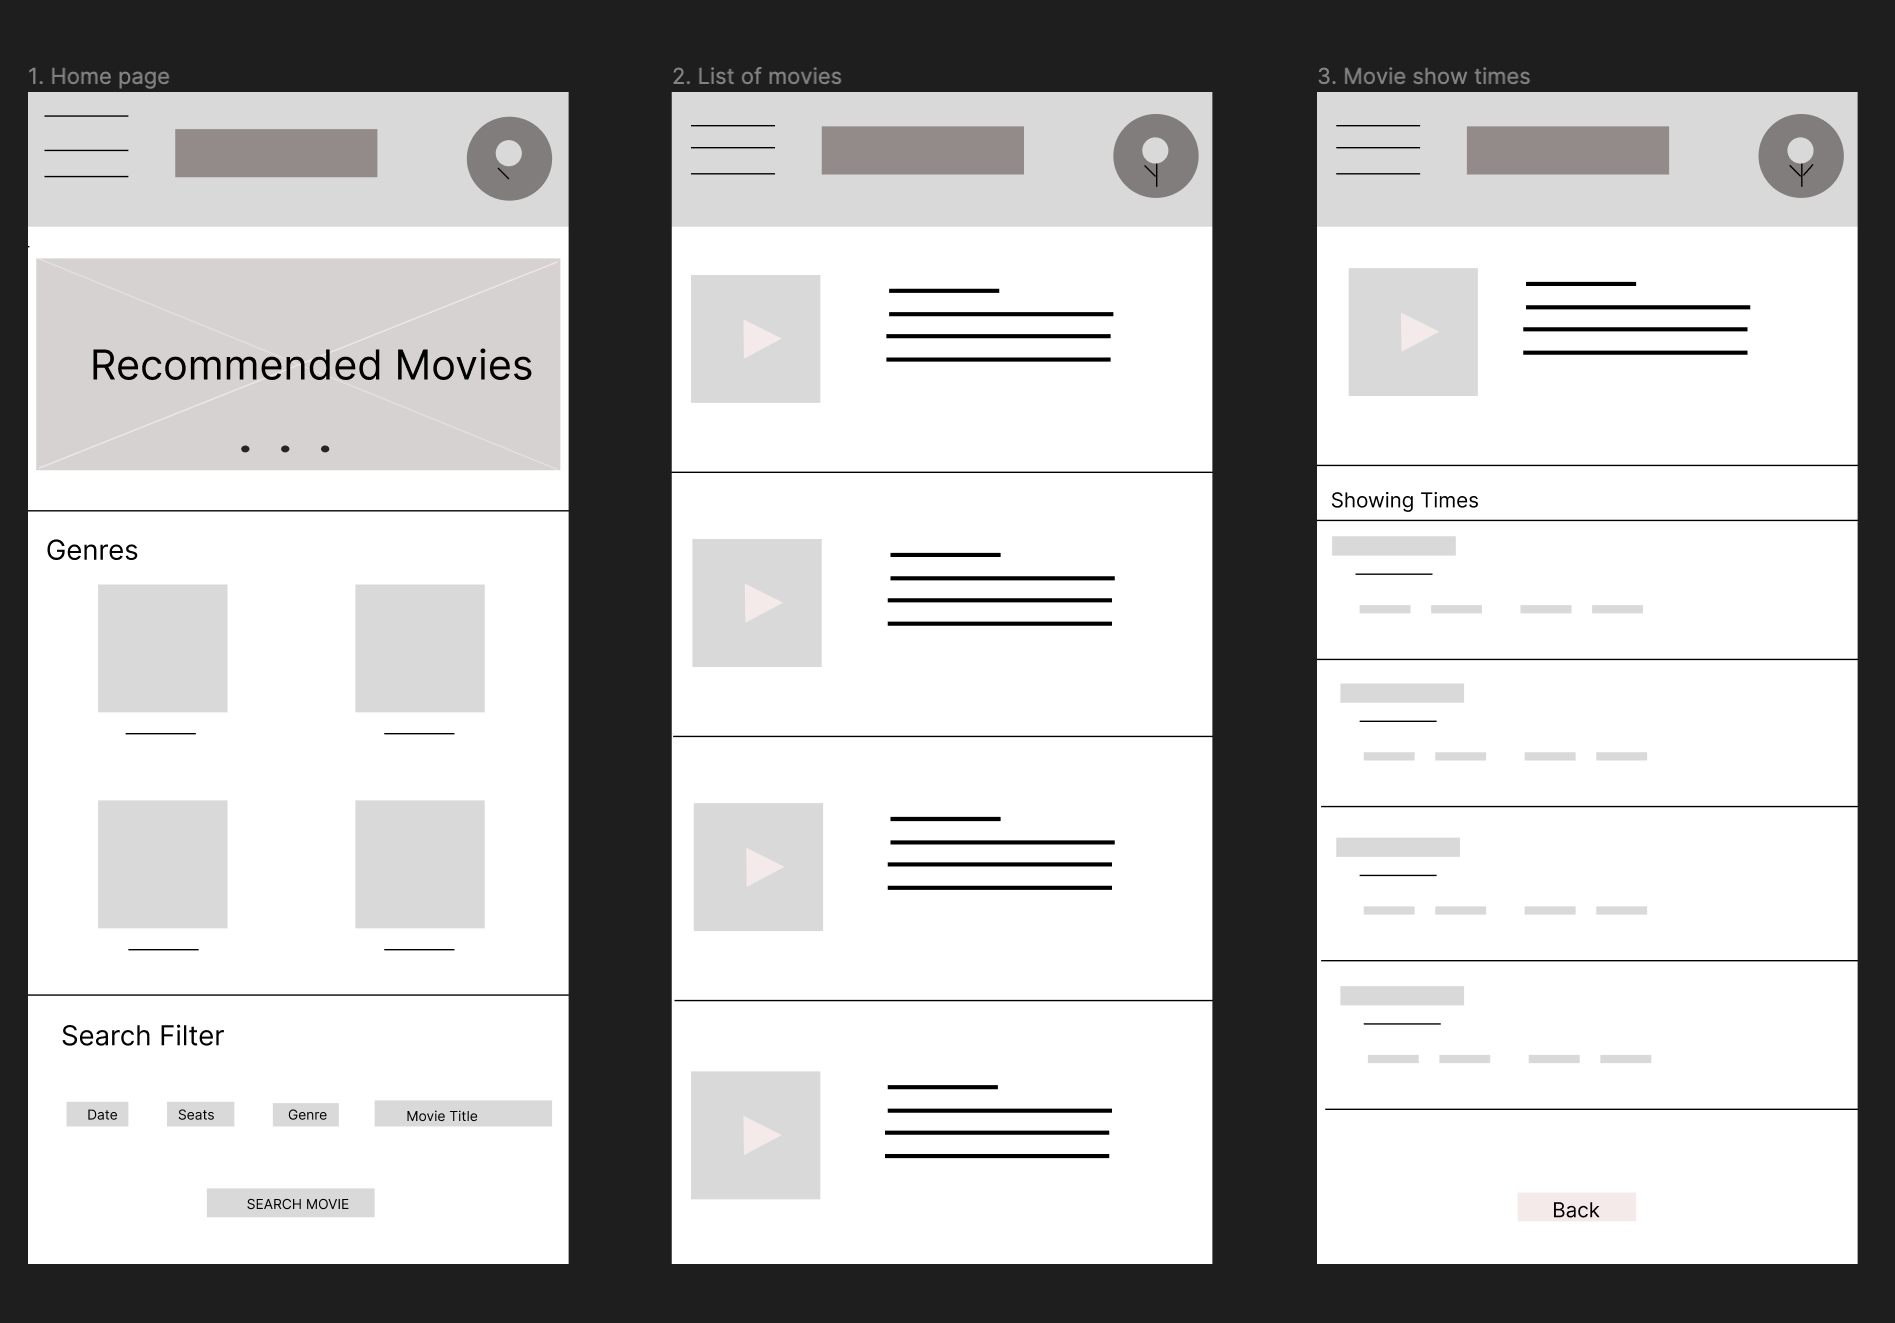 1. Home page
Recommended Movies
Genres
Search Filter
Date
Seats
Genre
Movie Title
SEARCH MOVIE
2. List of movies
3. Movie show times
Showing Times
Back